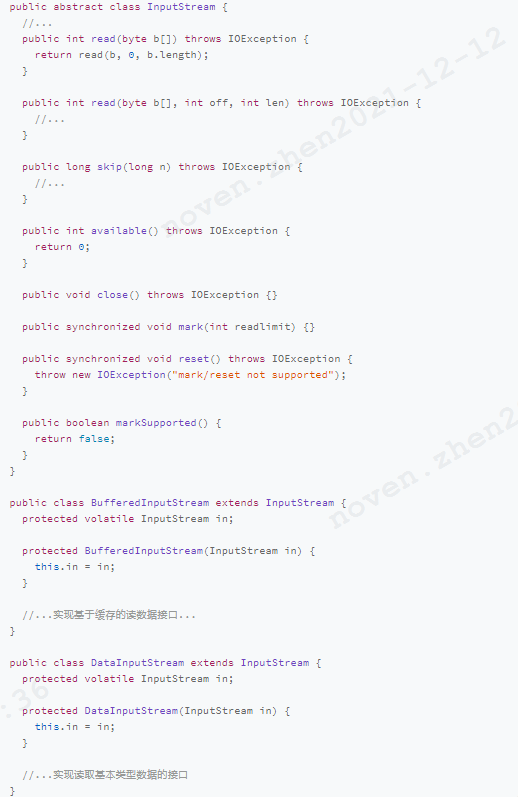 public abstract class InputStream {
//...
public int read(byte b[]) throws IOException {
return read(b, 0, b.length);
}
public int read(byte b[], int off, int len) throws IOException {
//...
}
public long skip(long n) throws IOException {
//...
}
public int available() throws IOException {
return 0;
}
public void close() throws IOException {}
public synchronized void mark(int readlimit) {}
public synchronized void reset() throws IOException {
throw new IOException("mark/reset not supported");
}
public boolean markSupported() {
return false;
}
}
public class BufferedInputStream extends InputStream {
protected volatile InputStream in;
protected BufferedInputStream(InputStream in) {
this.in = in;
}
//...实现基于缓存的读数据接口...
}
public class DataInputStream extends InputStream {
protected volatile InputStream in;
protected DataInputStream(InputStream in) {
this.in = in;
}
//...实现读取基本类型数据的接口
}
noven.zhen2021-12-12
noven.zhen2
:36